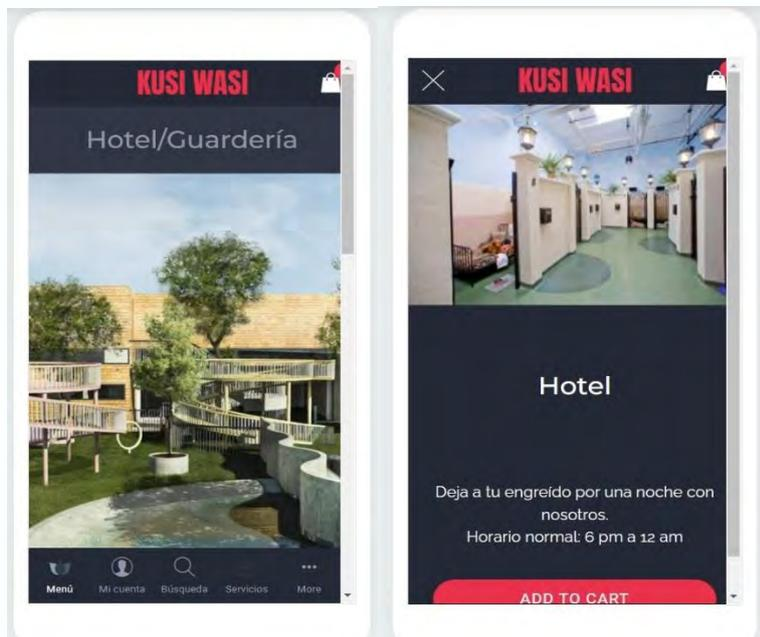 KUSI WASI
Hotel/Guardería
Menú
Mi cuenta
Búsqueda
Servicios
More
KUSI WASI
Hotel
Deja a tu engreído por una noche con
nosotros.
Horario normal: 6 pm a 12 am
ADD TO CART